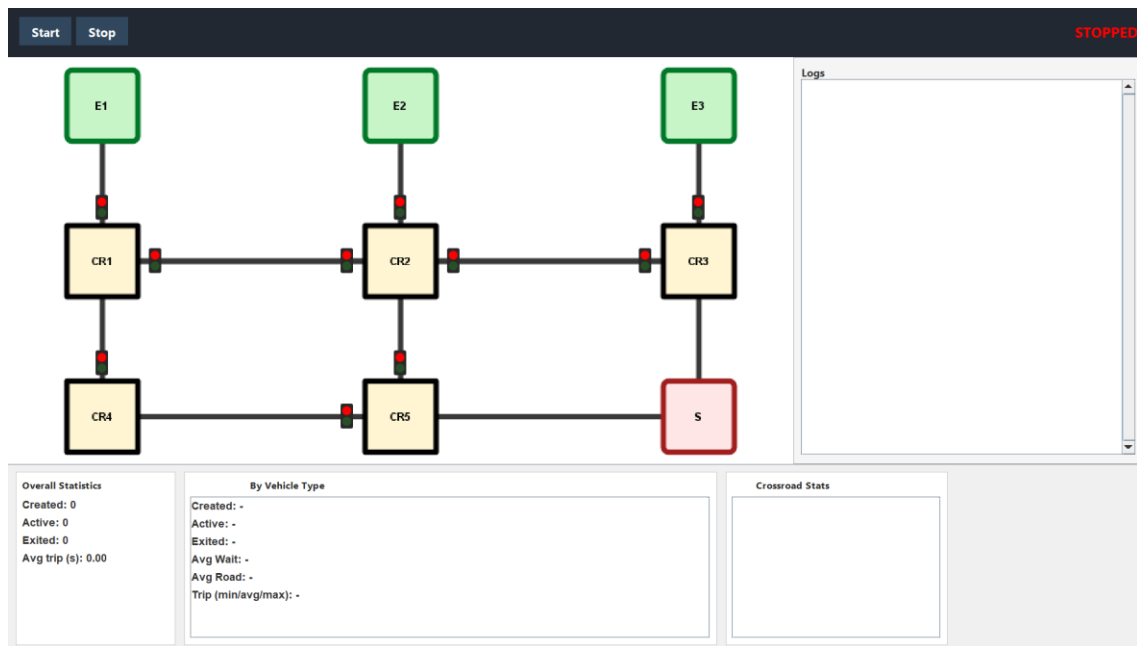 Start Stop STOPPED
Logs
E1 E2 E3
CR1 CR2 CR3
CR4 CR5 S
Overall Statistics
Created: 0
Active: 0
Exited: 0
Avg trip (s): 0.00
By Vehicle Type
Created: -
Active: -
Exited: -
Avg Wait: -
Avg Road: -
Trip (min/avg/max): -
Crossroad Stats